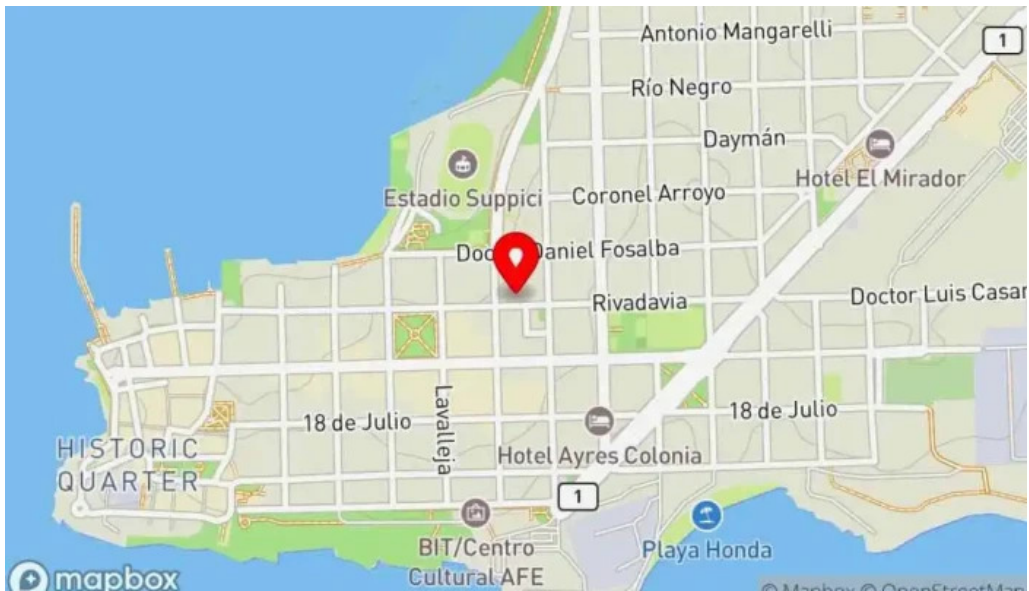 Antonio Mangarelli
1
Río Negro
Daymán
Hotel El Mirador
Estadio Suppici
Coronel Arroyo
Daniel Fosalba
Rivadavia
Doctor Luis
Lavalleja
18 de Julio
18 de Julio
HISTORIC
QUARTER
Hotel Ayres Colonia
1
BIT/Centro
Cultural AFE
Playa Honda
mapbox
© Mapbox © OpenStreetMap